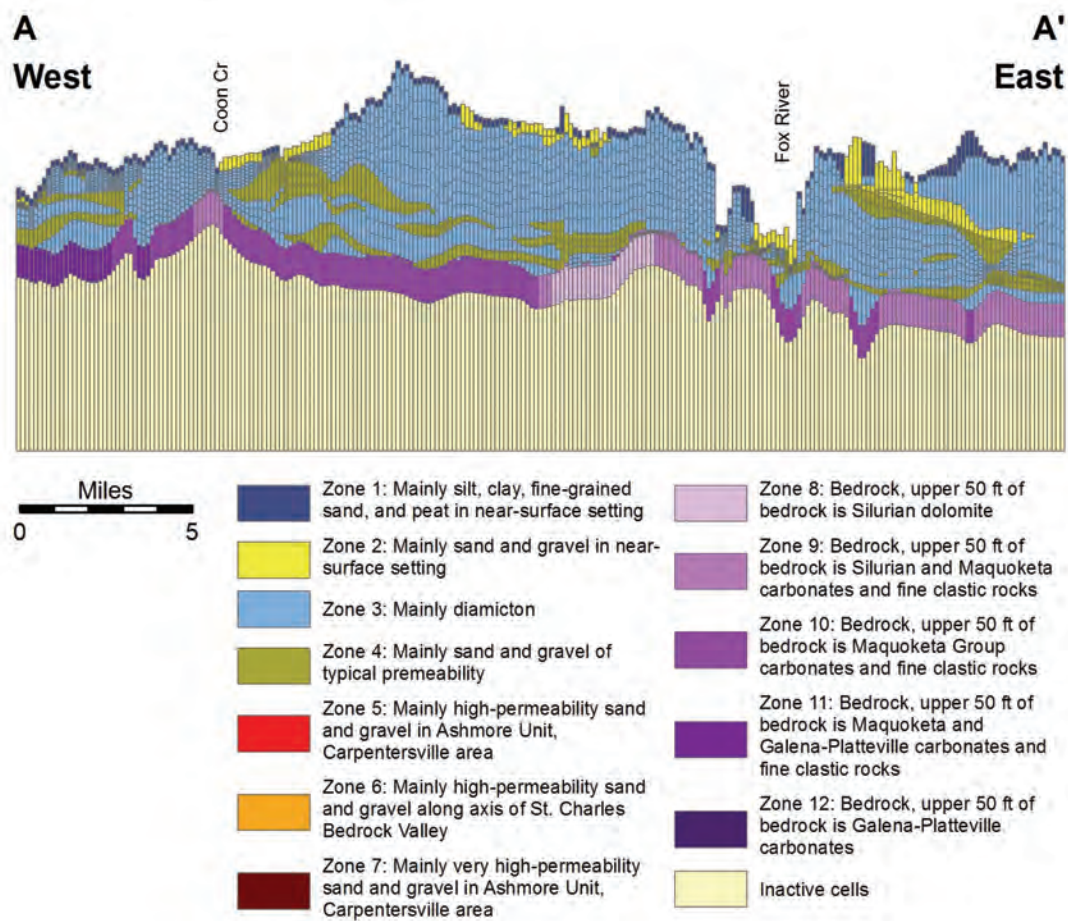 A
West
A'
East
Coon Cr
Fox River
Miles
0 5
Zone 1: Mainly silt, clay, fine-grained
sand, and peat in near-surface setting
Zone 2: Mainly sand and gravel in near-
surface setting
Zone 3: Mainly diamicton
Zone 4: Mainly sand and gravel of
typical premeability
Zone 5: Mainly high-permeability sand
and gravel in Ashmore Unit,
Carpentersville area
Zone 6: Mainly high-permeability sand
and gravel along axis of St. Charles
Bedrock Valley
Zone 7: Mainly very high-permeability
sand and gravel in Ashmore Unit,
Carpentersville area
Zone 8: Bedrock, upper 50 ft of
bedrock is Silurian dolomite
Zone 9: Bedrock, upper 50 ft of
bedrock is Silurian and Maquoketa
carbonates and fine clastic rocks
Zone 10: Bedrock, upper 50 ft of
bedrock is Maquoketa Group
carbonates and fine clastic rocks
Zone 11: Bedrock, upper 50 ft of
bedrock is Maquoketa and
Galena-Platteville carbonates and
fine clastic rocks
Zone 12: Bedrock, upper 50 ft of
bedrock is Galena-Platteville
carbonates
Inactive cells